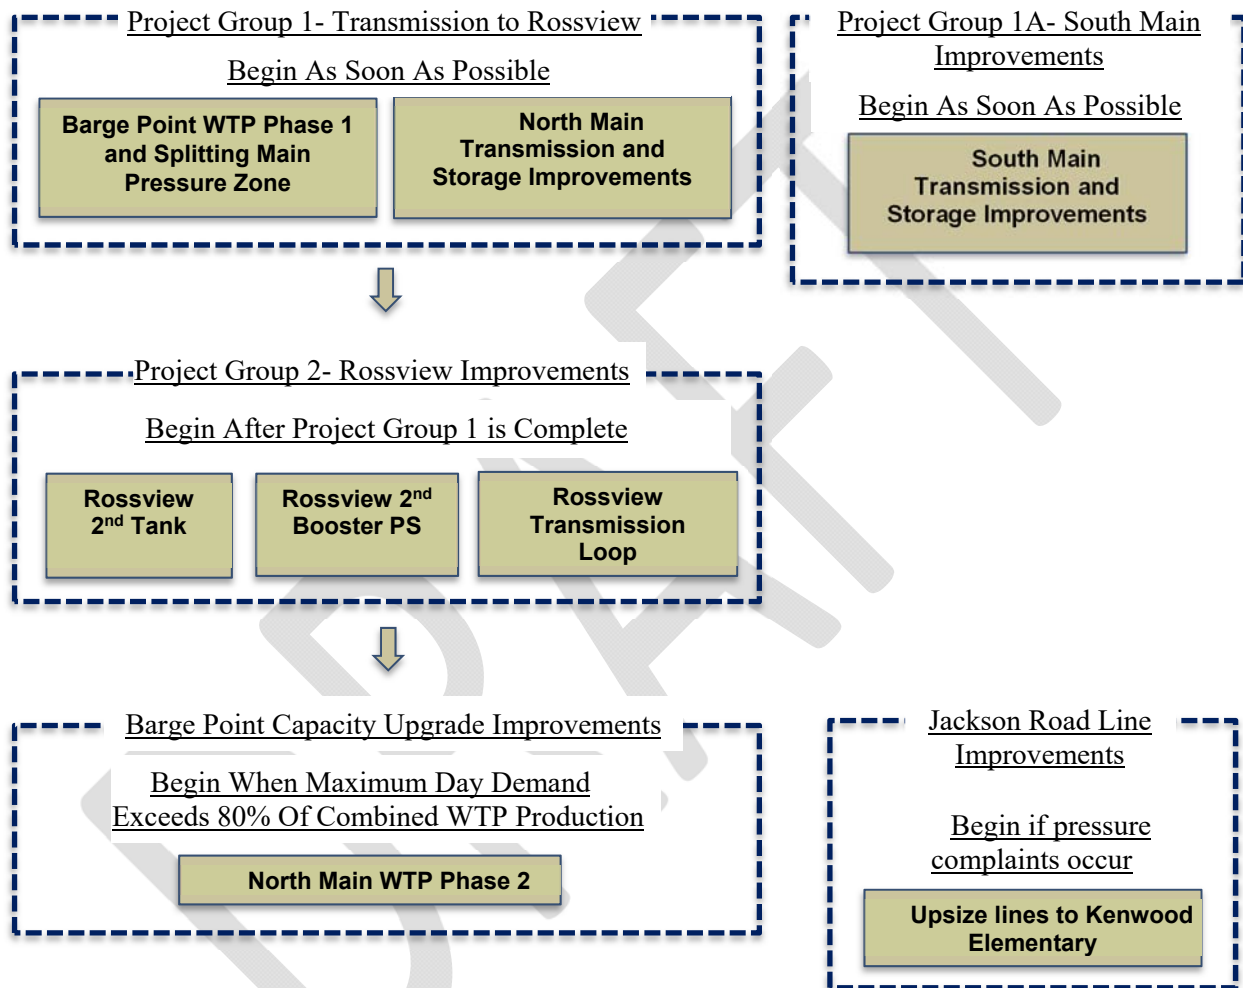 Project Group 1- Transmission to Rossview
Begin As Soon As Possible
Barge Point WTP Phase 1
and Splitting Main
Pressure Zone
North Main
Transmission and
Storage Improvements
Project Group 1A- South Main
Improvements
Begin As Soon As Possible
South Main
Transmission and
Storage Improvements
Project Group 2- Rossview Improvements
Begin After Project Group 1 is Complete
Rossview
2nd Tank
Rossview 2nd
Booster PS
Rossview
Transmission
Loop
Barge Point Capacity Upgrade Improvements
Begin When Maximum Day Demand
Exceeds 80% Of Combined WTP Production
North Main WTP Phase 2
Jackson Road Line
Improvements
Begin if pressure
complaints occur
Upsize lines to Kenwood
Elementary
DRAFT